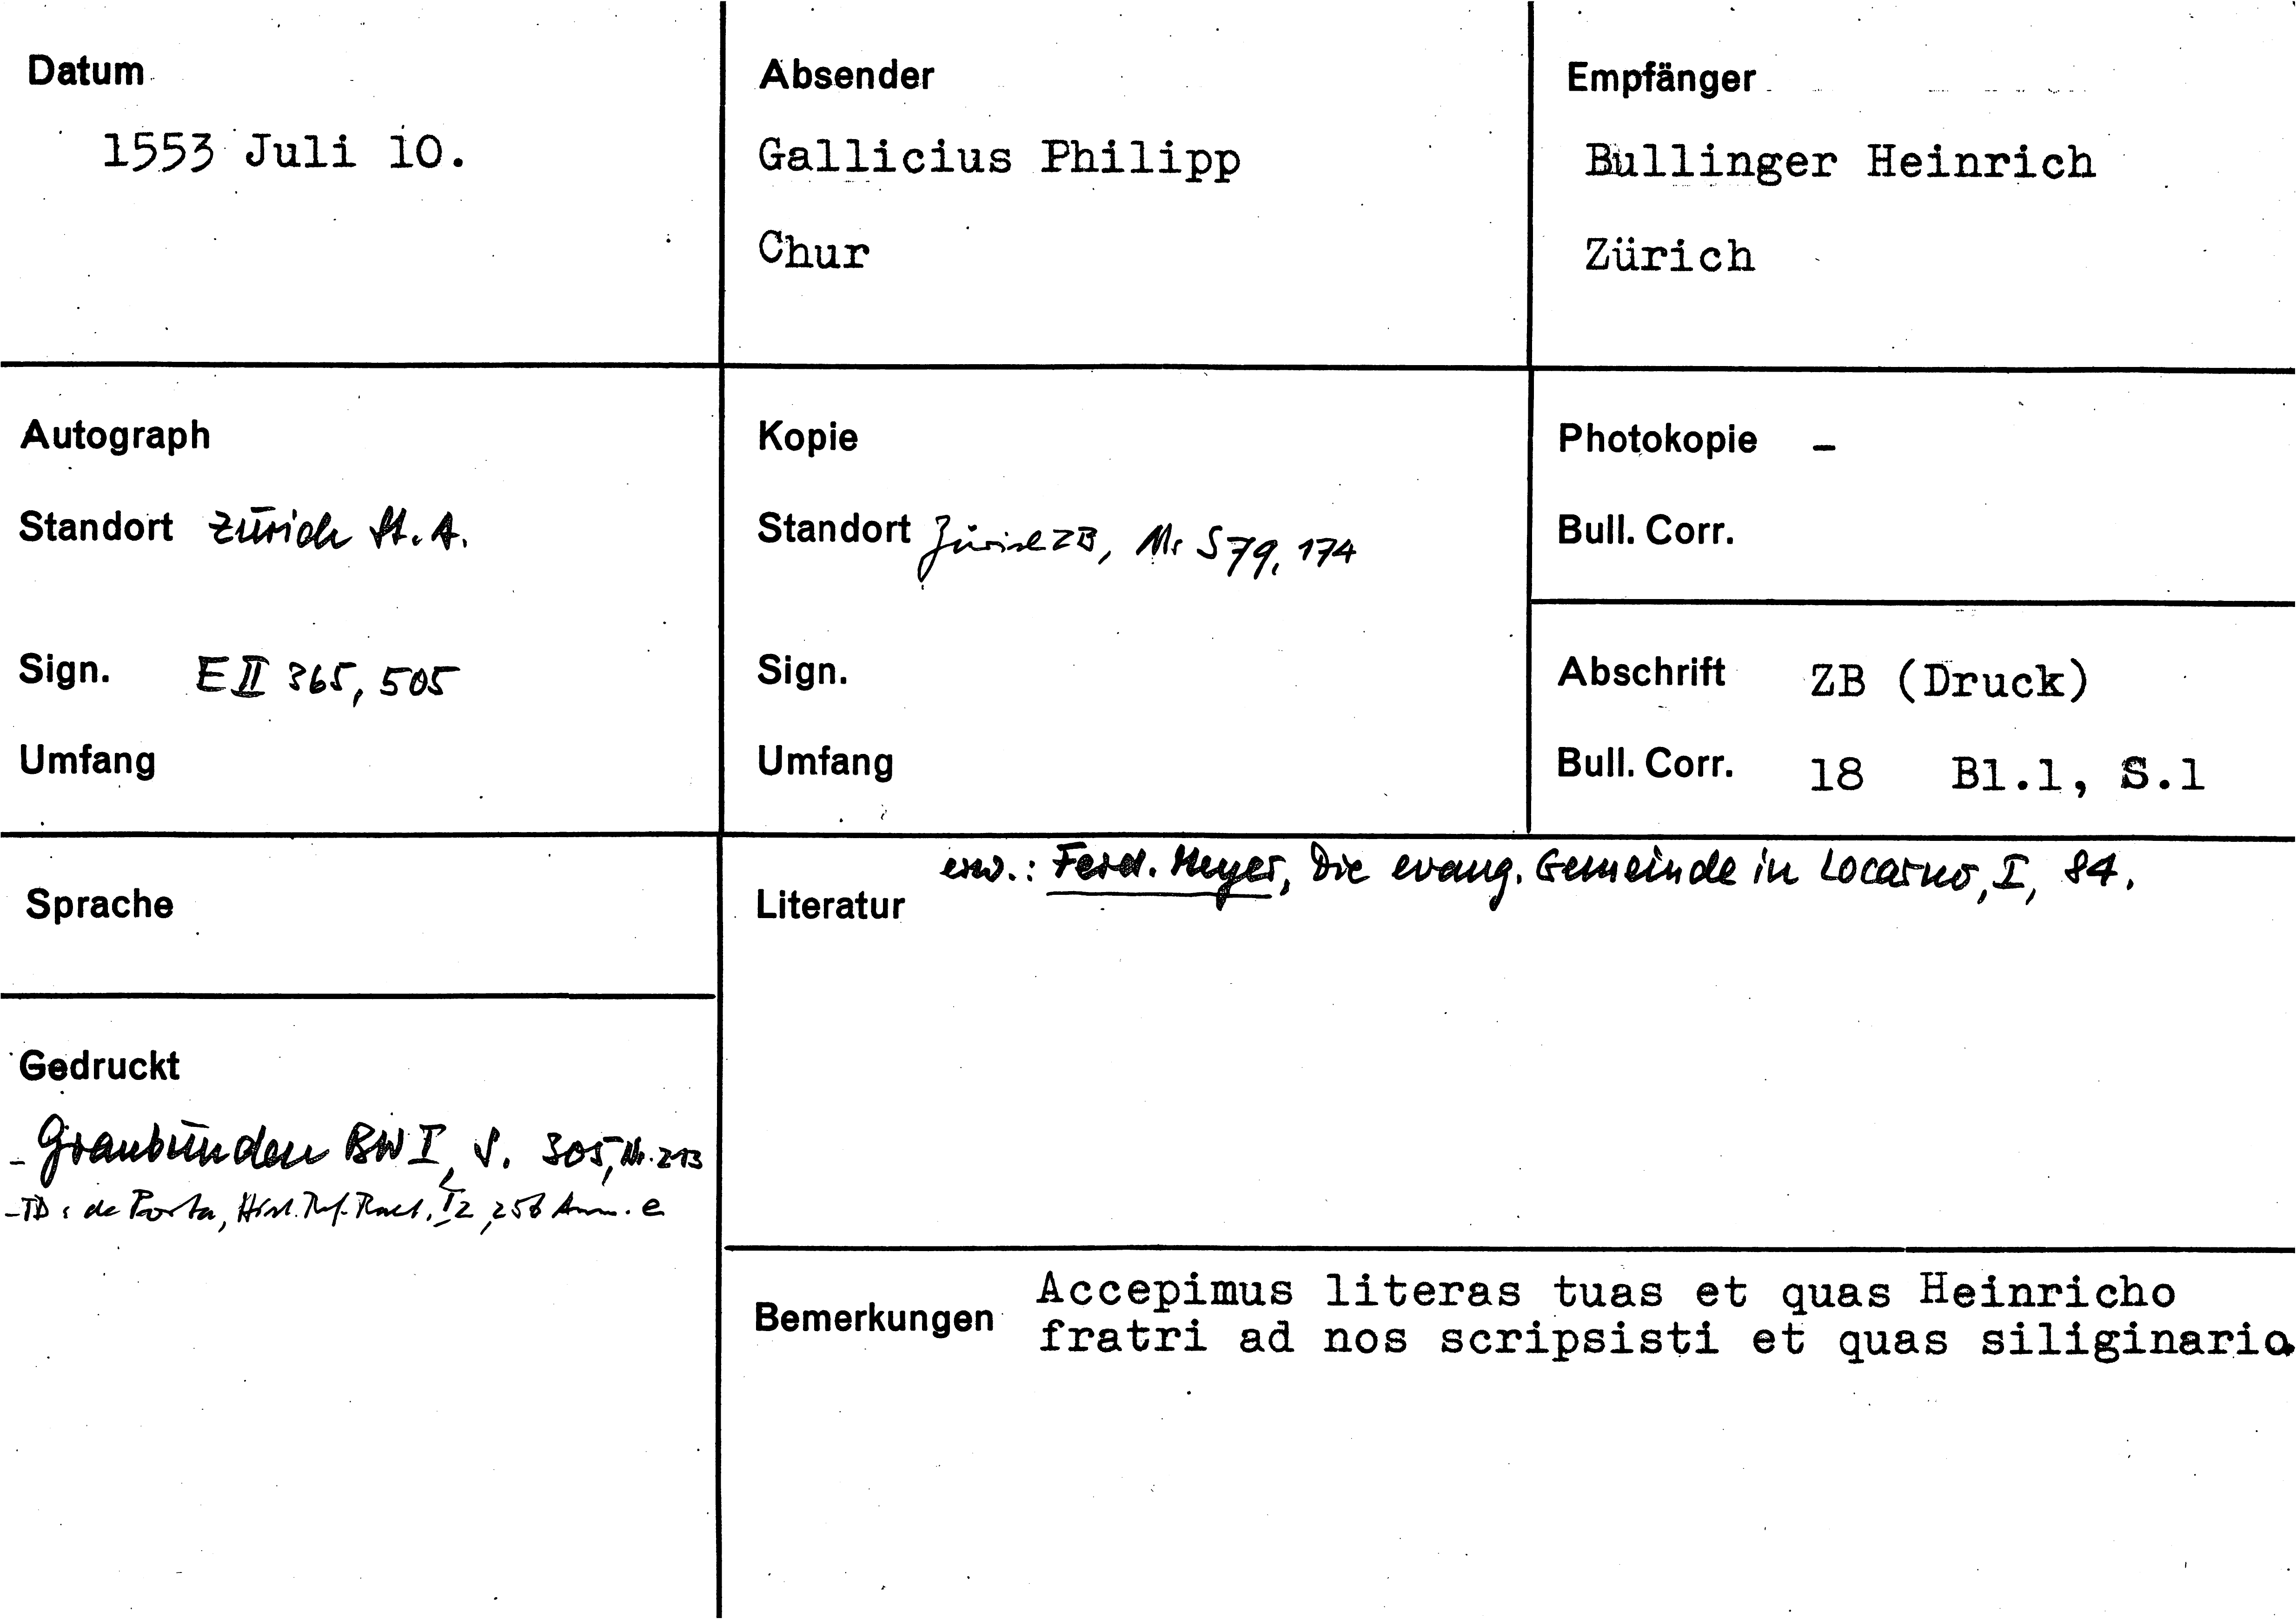 Datum
1553 Juli 10.
Absender
Gallicius Philipp
Chur
Empfänger
Bullinger Heinrich
Zürich
Autograph
Standort Zürich St. A.
Sign. E II 365, 505
Umfang
Kopie
Standort Zürich ZB, Ms S 79, 174
Sign.
Umfang
Photokopie -
Bull. Corr.
Abschrift ZB (Druck)
Bull. Corr. 18 Bl.1, S.1
Sprache
Gedruckt
- Graubünden BW I, S. 305, Nr. 213
- TD: de Porta, Hist. Ref. Raet. I 2, 256 Anm. e
Literatur erw.: Ferd. Meyer, Die evang. Gemeinde in Locarno, I, 84.
Bemerkungen Accepimus literas tuas et quas Heinricho
fratri ad nos scripsisti et quas siliginario.